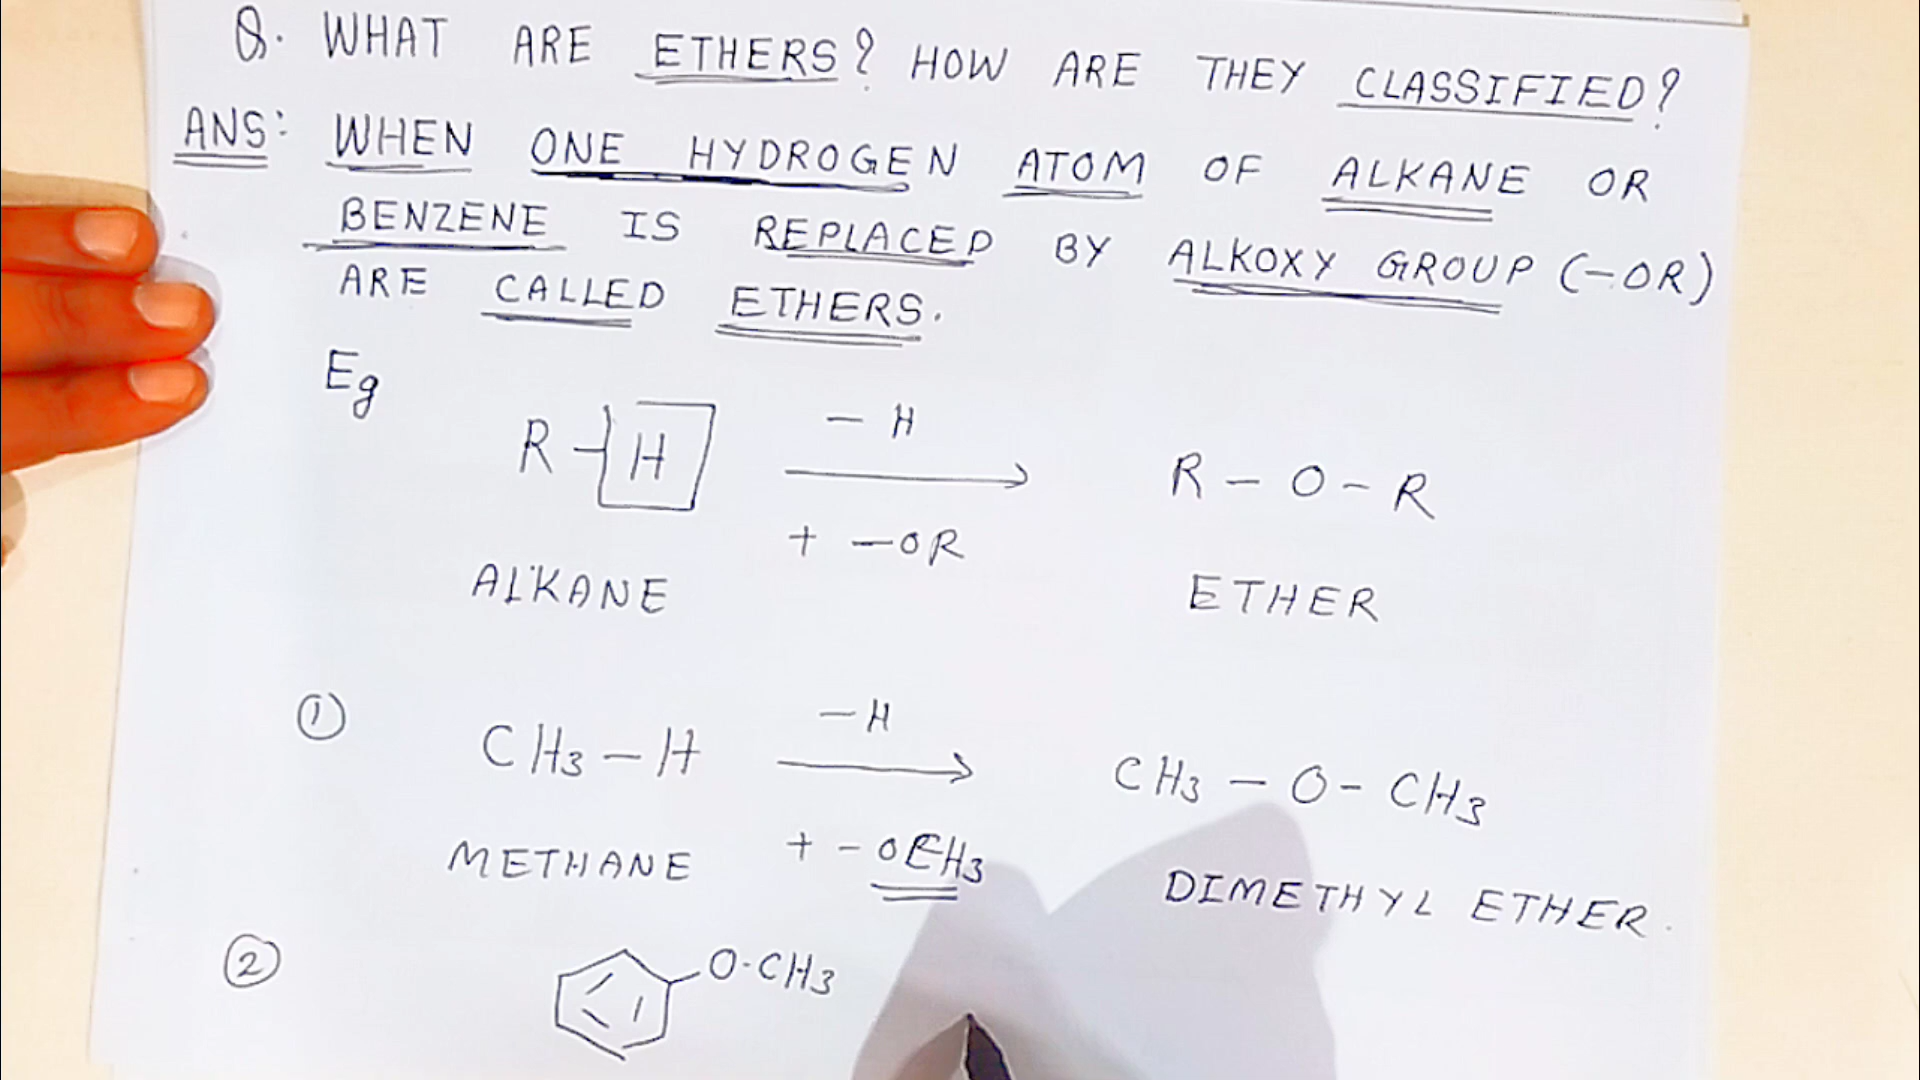 Q. WHAT ARE ETHERS? HOW ARE THEY CLASSIFIED?
ANS: WHEN ONE HYDROGEN ATOM OF ALKANE OR
BENZENE IS REPLACED BY ALKOXY GROUP (-OR)
ARE CALLED ETHERS.
Eg
R - H
- H
+ -OR
R - O - R
ALKANE
ETHER
①
CH3 - H
- H
+ - OCH3
CH3 - O - CH3
METHANE
DIMETHYL ETHER.
②
O-CH3